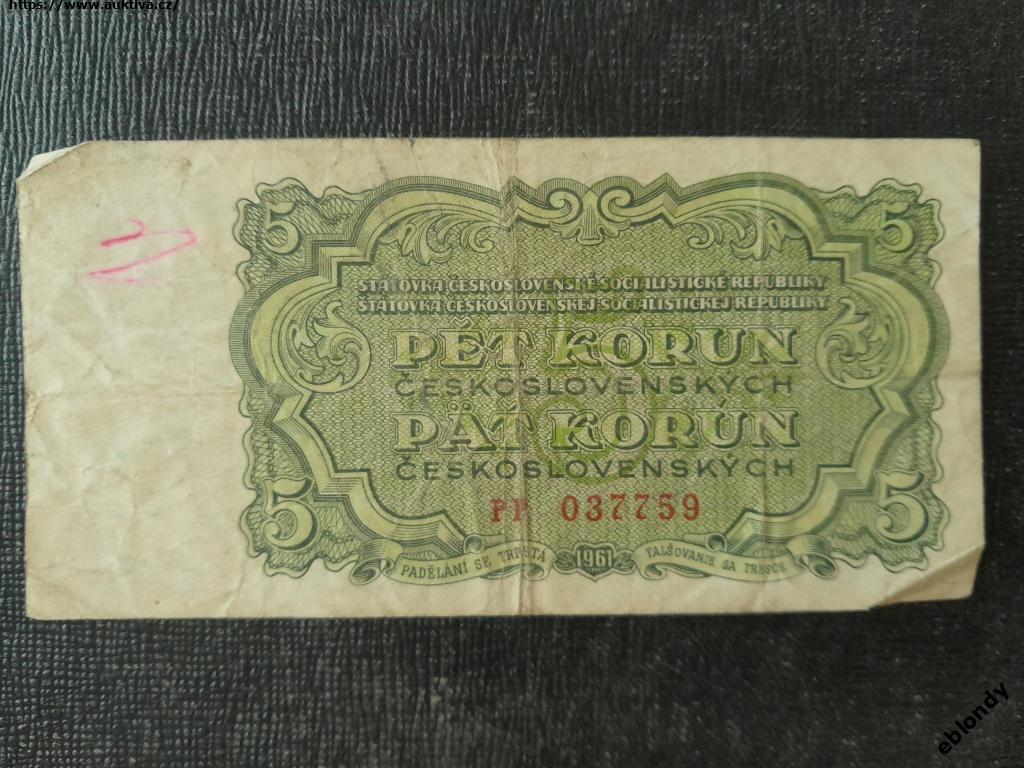 https://www.auktiva.cz/
5 5
STÁTOVKA ČESKOSLOVENSKÉ SOCIALISTICKÉ REPUBLIKY
ŠTÁTOVKA ČESKOSLOVENSKEJ SOCIALISTICKEJ REPUBLIKY
PĚT KORUN
ČESKOSLOVENSKÝCH
PÄŤ KORÚN
ČESKOSLOVENSKÝCH
037759
5 5
PADĚLÁNÍ SE TRESTÁ 1961 FALŠOVANIE SA TRESCE
eblondy